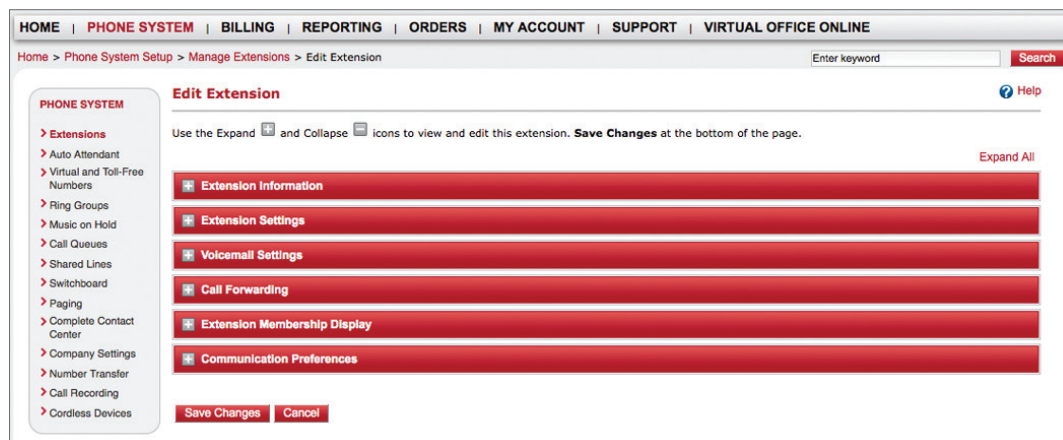 HOME | PHONE SYSTEM | BILLING | REPORTING | ORDERS | MY ACCOUNT | SUPPORT | VIRTUAL OFFICE ONLINE
Home > Phone System Setup > Manage Extensions > Edit Extension
Enter keyword
Search
PHONE SYSTEM
Extensions
Auto Attendant
Virtual and Toll-Free
Numbers
Ring Groups
Music on Hold
Call Queues
Shared Lines
Switchboard
Paging
Complete Contact
Center
Company Settings
Number Transfer
Call Recording
Cordless Devices
Edit Extension
Help
Use the Expand and Collapse icons to view and edit this extension. Save Changes at the bottom of the page.
Expand All
Extension Information
Extension Settings
Voicemail Settings
Call Forwarding
Extension Membership Display
Communication Preferences
Save Changes
Cancel